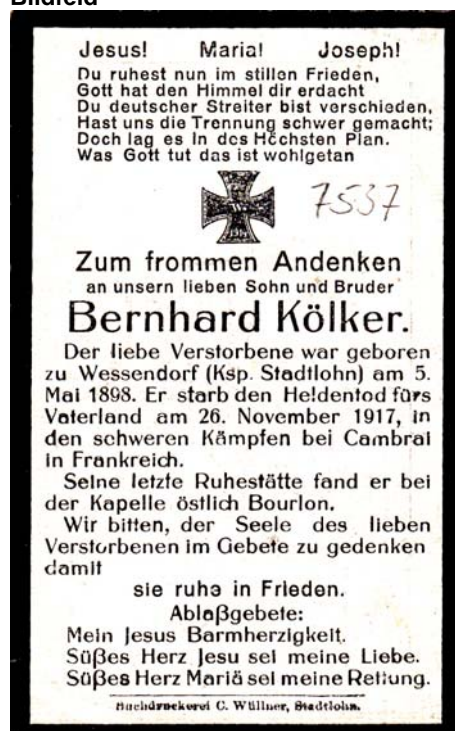 Bildfeld
Jesus! Maria! Joseph!
Du ruhest nun im stillen Frieden,
Gott hat den Himmel dir erdacht
Du deutscher Streiter bist verschieden,
Hast uns die Trennung schwer gemacht;
Doch lag es in des Höchsten Plan.
Was Gott tut das ist wohlgetan
7537
1914
Zum frommen Andenken
an unsern lieben Sohn und Bruder
Bernhard Kölker.
Der liebe Verstorbene war geboren
zu Wessendorf (Ksp. Stadtlohn) am 5.
Mai 1898. Er starb den Heldentod fürs
Vaterland am 26. November 1917, in
den schweren Kämpfen bei Cambrai
in Frankreich.
Seine letzte Ruhestätte fand er bei
der Kapelle östlich Bourlon.
Wir bitten, der Seele des lieben
Verstorbenen im Gebete zu gedenken
damit
sie ruhe in Frieden.
Ablaßgebete:
Mein Jesus Barmherzigkeit.
Süßes Herz Jesu sei meine Liebe.
Süßes Herz Mariä sei meine Rettung.
Buchdruckerei C. Wüllner, Stadtlohn.